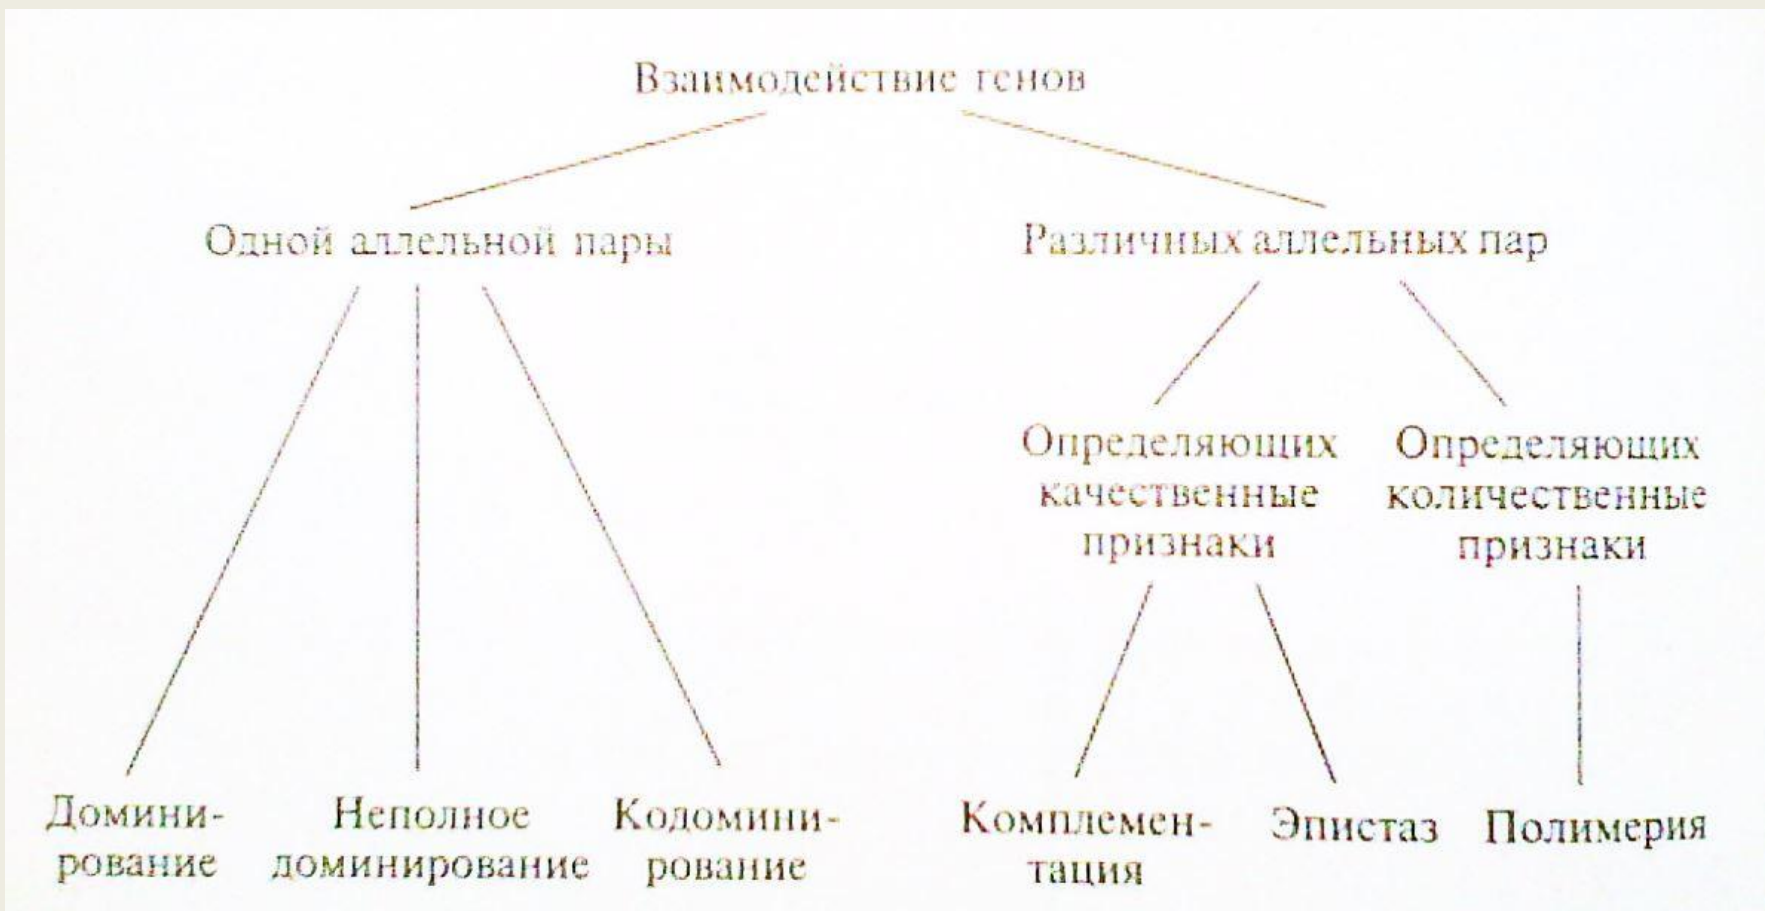 Взаимодействие генов
Одной аллельной пары
Различных аллельных пар
Определяющих
качественные
признаки
Определяющих
количественные
признаки
Домини-
рование
Неполное
доминирование
Кодомини-
рование
Комплемен-
тация
Эпистаз
Полимерия